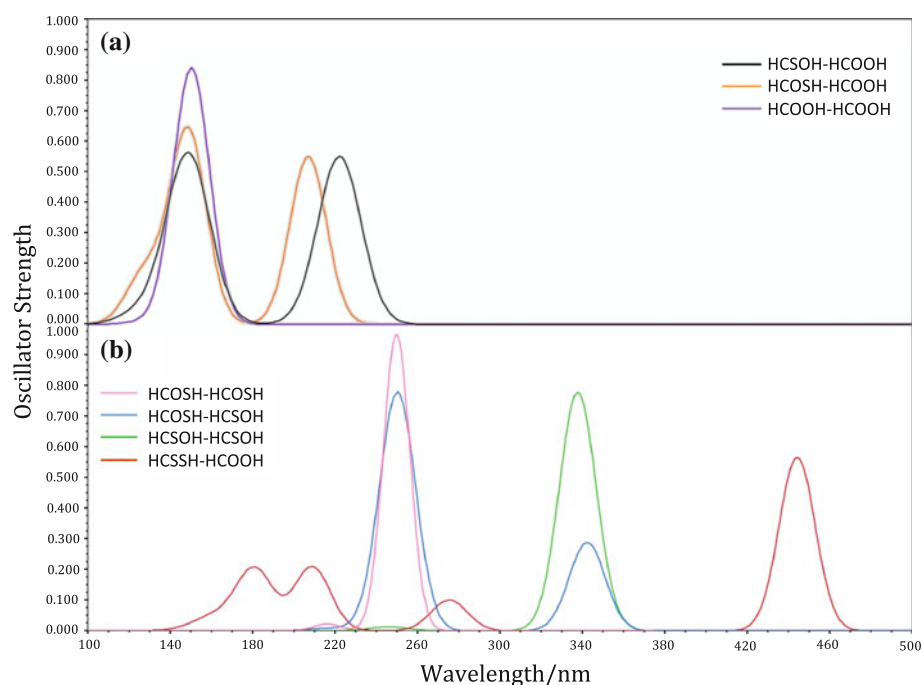 1.000
(a)
0.900
0.800
0.700
0.600
0.500
0.400
0.300
0.200
0.100
0.000
HCSOH-HCOOH
HCOSH-HCOOH
HCOOH-HCOOH
Oscillator Strength
1.000
(b)
0.900
0.800
0.700
0.600
0.500
0.400
0.300
0.200
0.100
0.000
HCOSH-HCOSH
HCOSH-HCSOH
HCSOH-HCSOH
HCSSH-HCOOH
100 140 180 220 260 300 340 380 420 460 500
Wavelength/nm